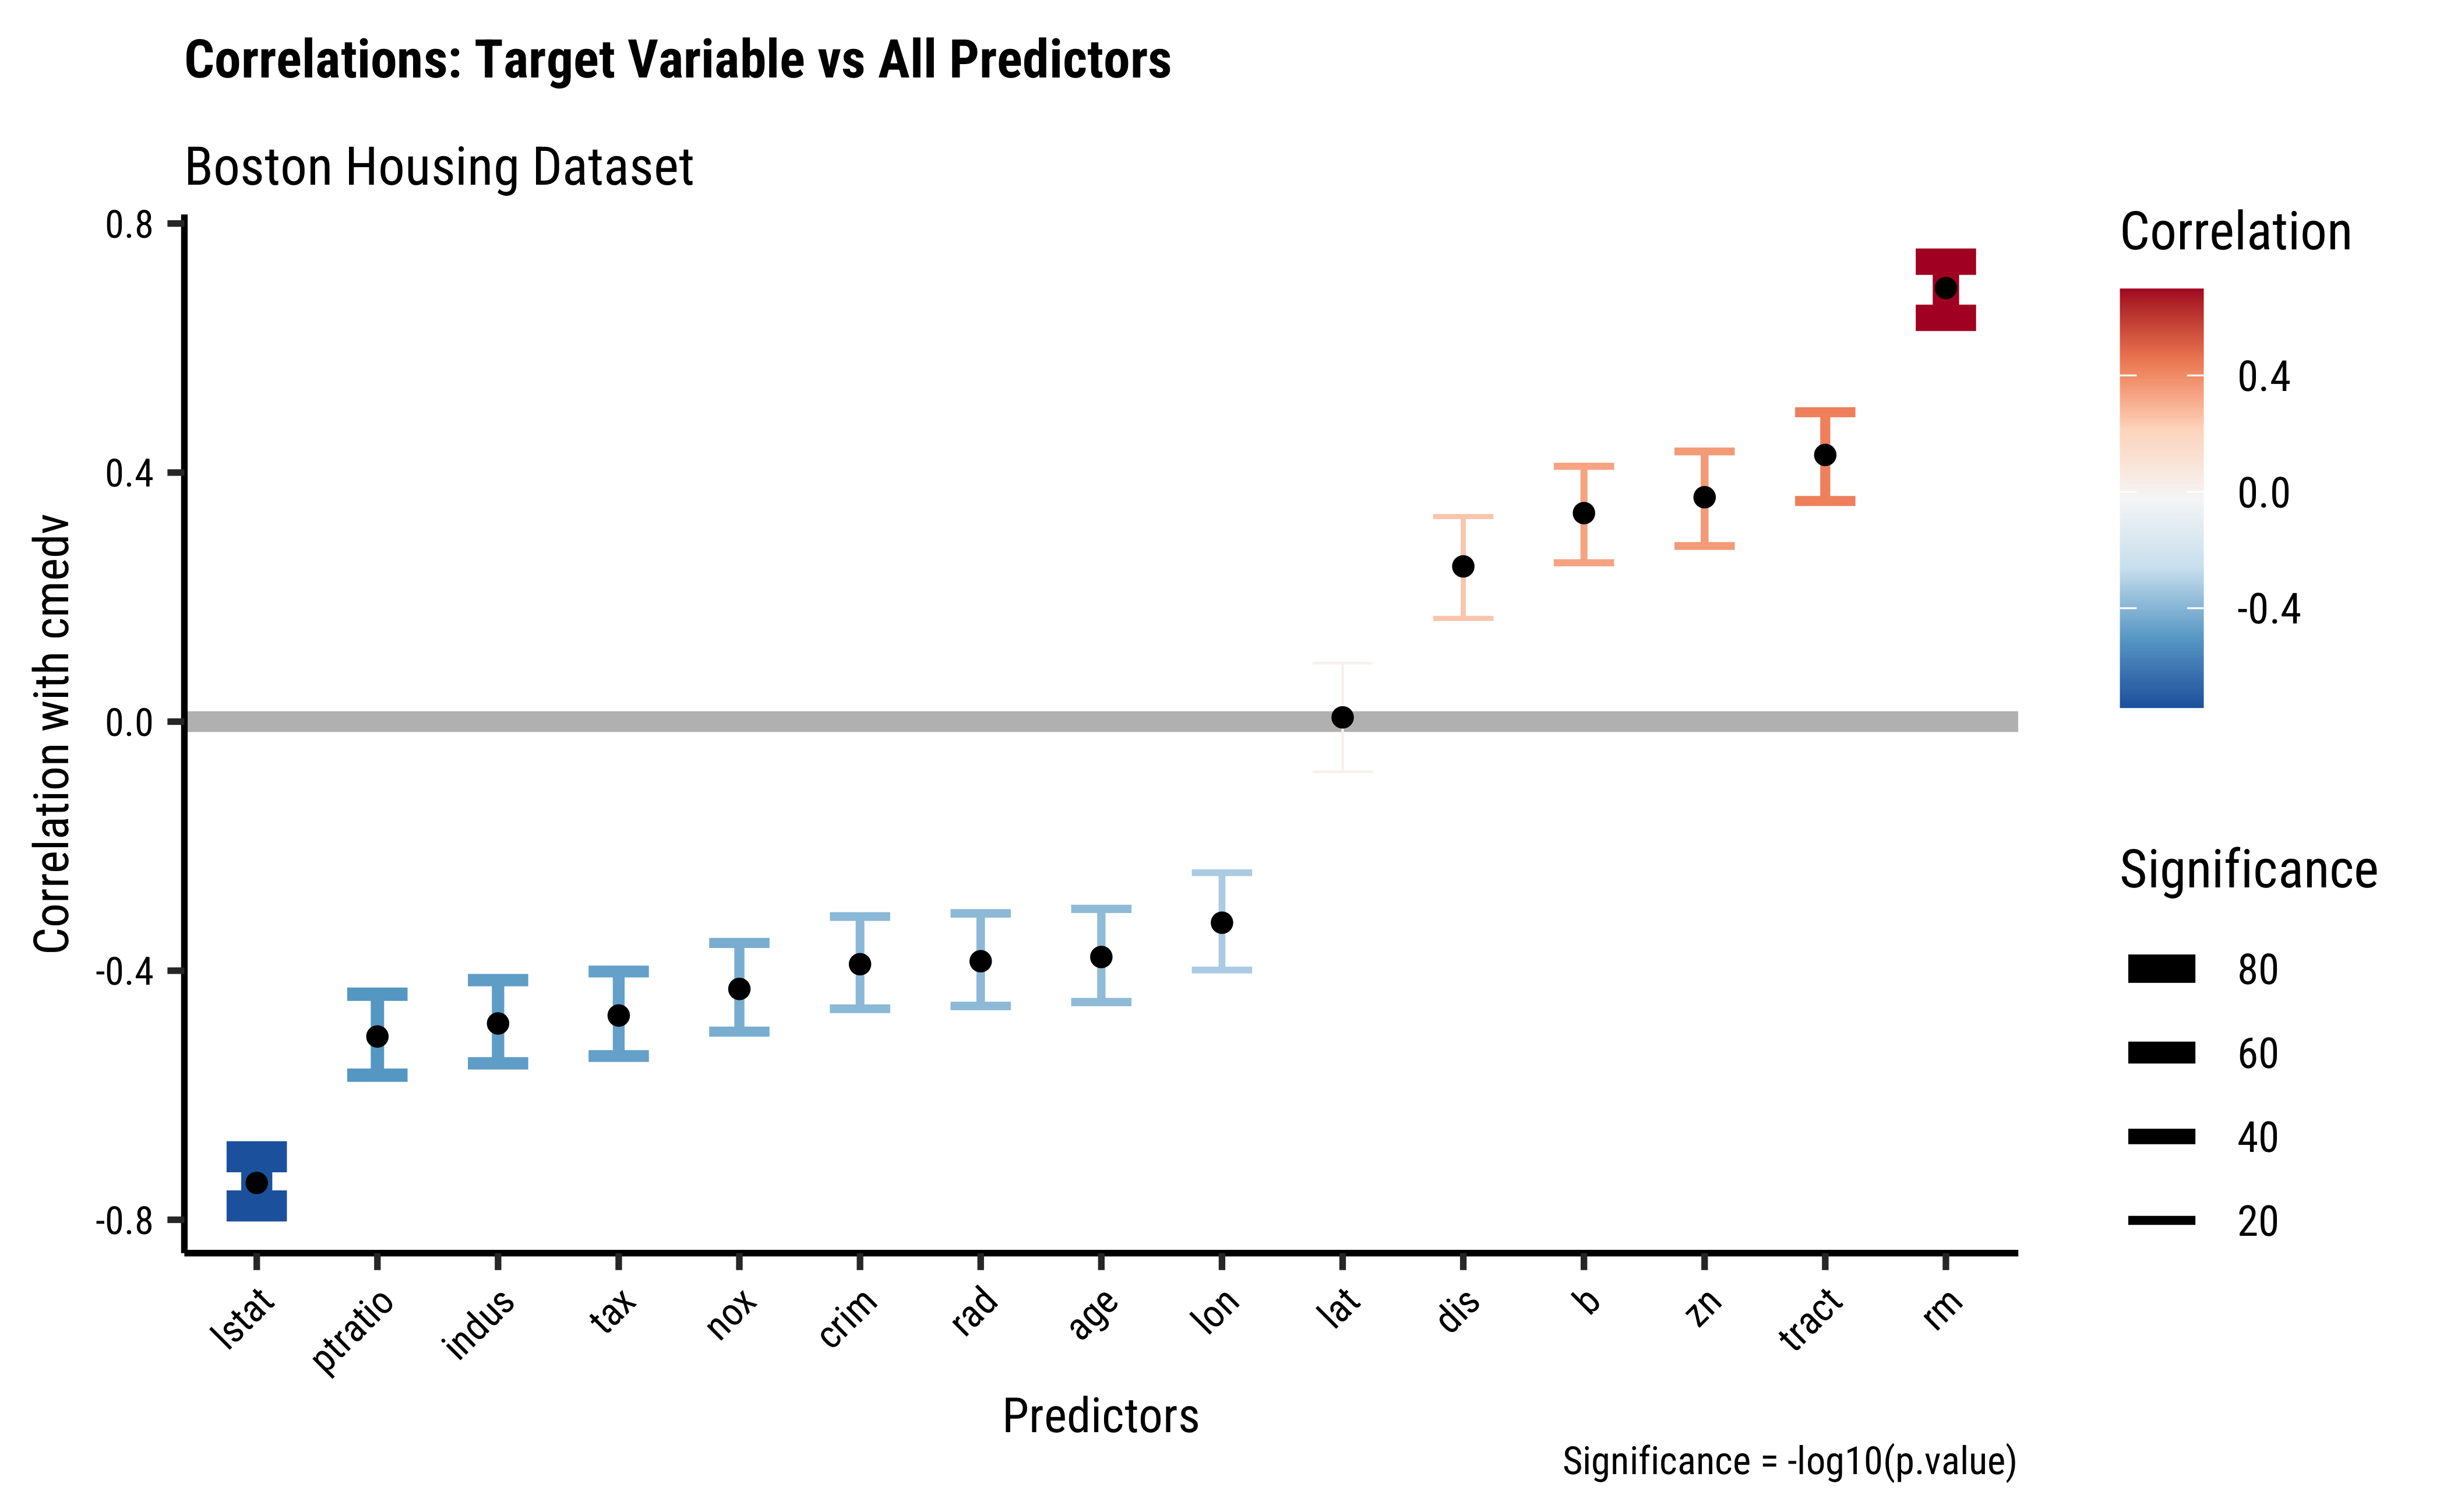 Correlations: Target Variable vs All Predictors
Boston Housing Dataset
Correlation with cmedv
0.8
0.4
0.0
-0.4
-0.8
lstat
ptratio
indus
tax
nox
crim
rad
age
lon
lat
dis
b
zn
tract
rm
Predictors
Correlation
0.4
0.0
-0.4
Significance
80
60
40
20
Significance = -log10(p.value)